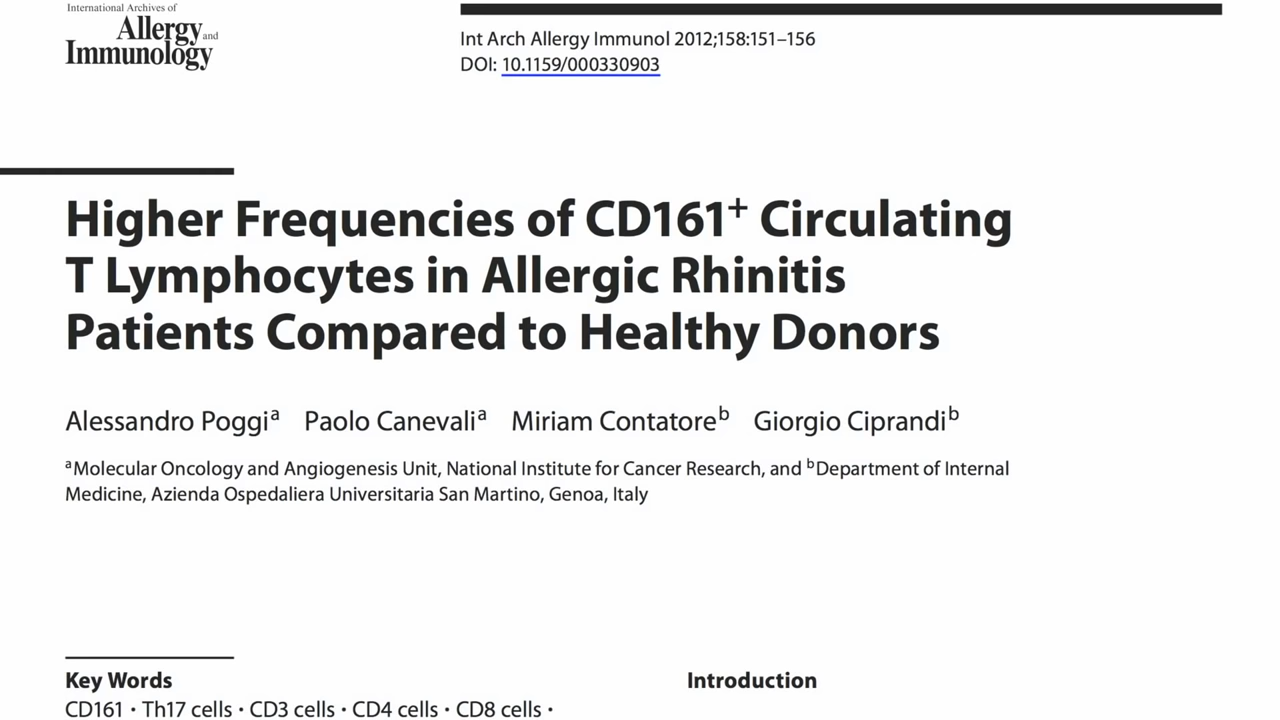 International Archives of
Allergy and
Immunology
Int Arch Allergy Immunol 2012;158:151–156
DOI: 10.1159/000330903
Higher Frequencies of CD161⁺ Circulating
T Lymphocytes in Allergic Rhinitis
Patients Compared to Healthy Donors
Alessandro Poggiᵃ Paolo Canevaliᵃ Miriam Contatoreᵇ Giorgio Ciprandiᵇ
ᵃMolecular Oncology and Angiogenesis Unit, National Institute for Cancer Research, and ᵇDepartment of Internal
Medicine, Azienda Ospedaliera Universitaria San Martino, Genoa, Italy
Key Words
CD161 · Th17 cells · CD3 cells · CD4 cells · CD8 cells ·
Introduction